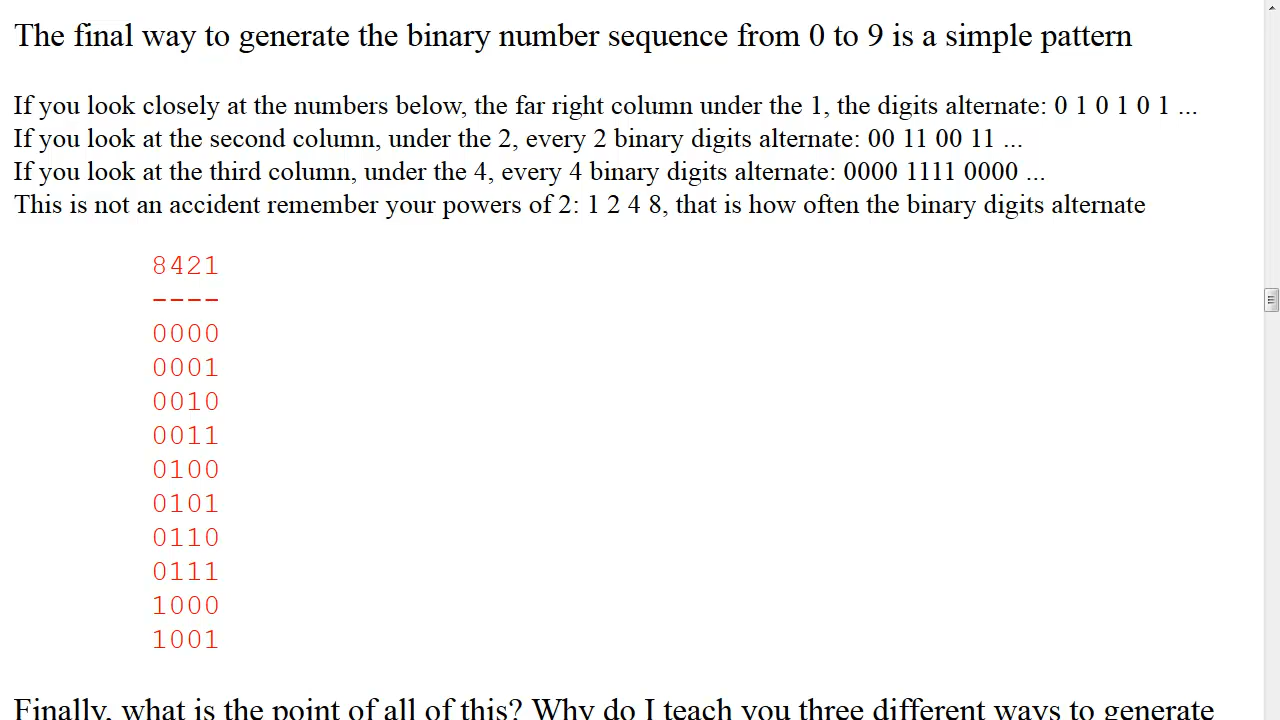 The final way to generate the binary number sequence from 0 to 9 is a simple pattern
If you look closely at the numbers below, the far right column under the 1, the digits alternate: 0 1 0 1 0 1 ...
If you look at the second column, under the 2, every 2 binary digits alternate: 00 11 00 11 ...
If you look at the third column, under the 4, every 4 binary digits alternate: 0000 1111 0000 ...
This is not an accident remember your powers of 2: 1 2 4 8, that is how often the binary digits alternate
8421
----
0000
0001
0010
0011
0100
0101
0110
0111
1000
1001
Finally, what is the point of all of this? Why do I teach you three different ways to generate